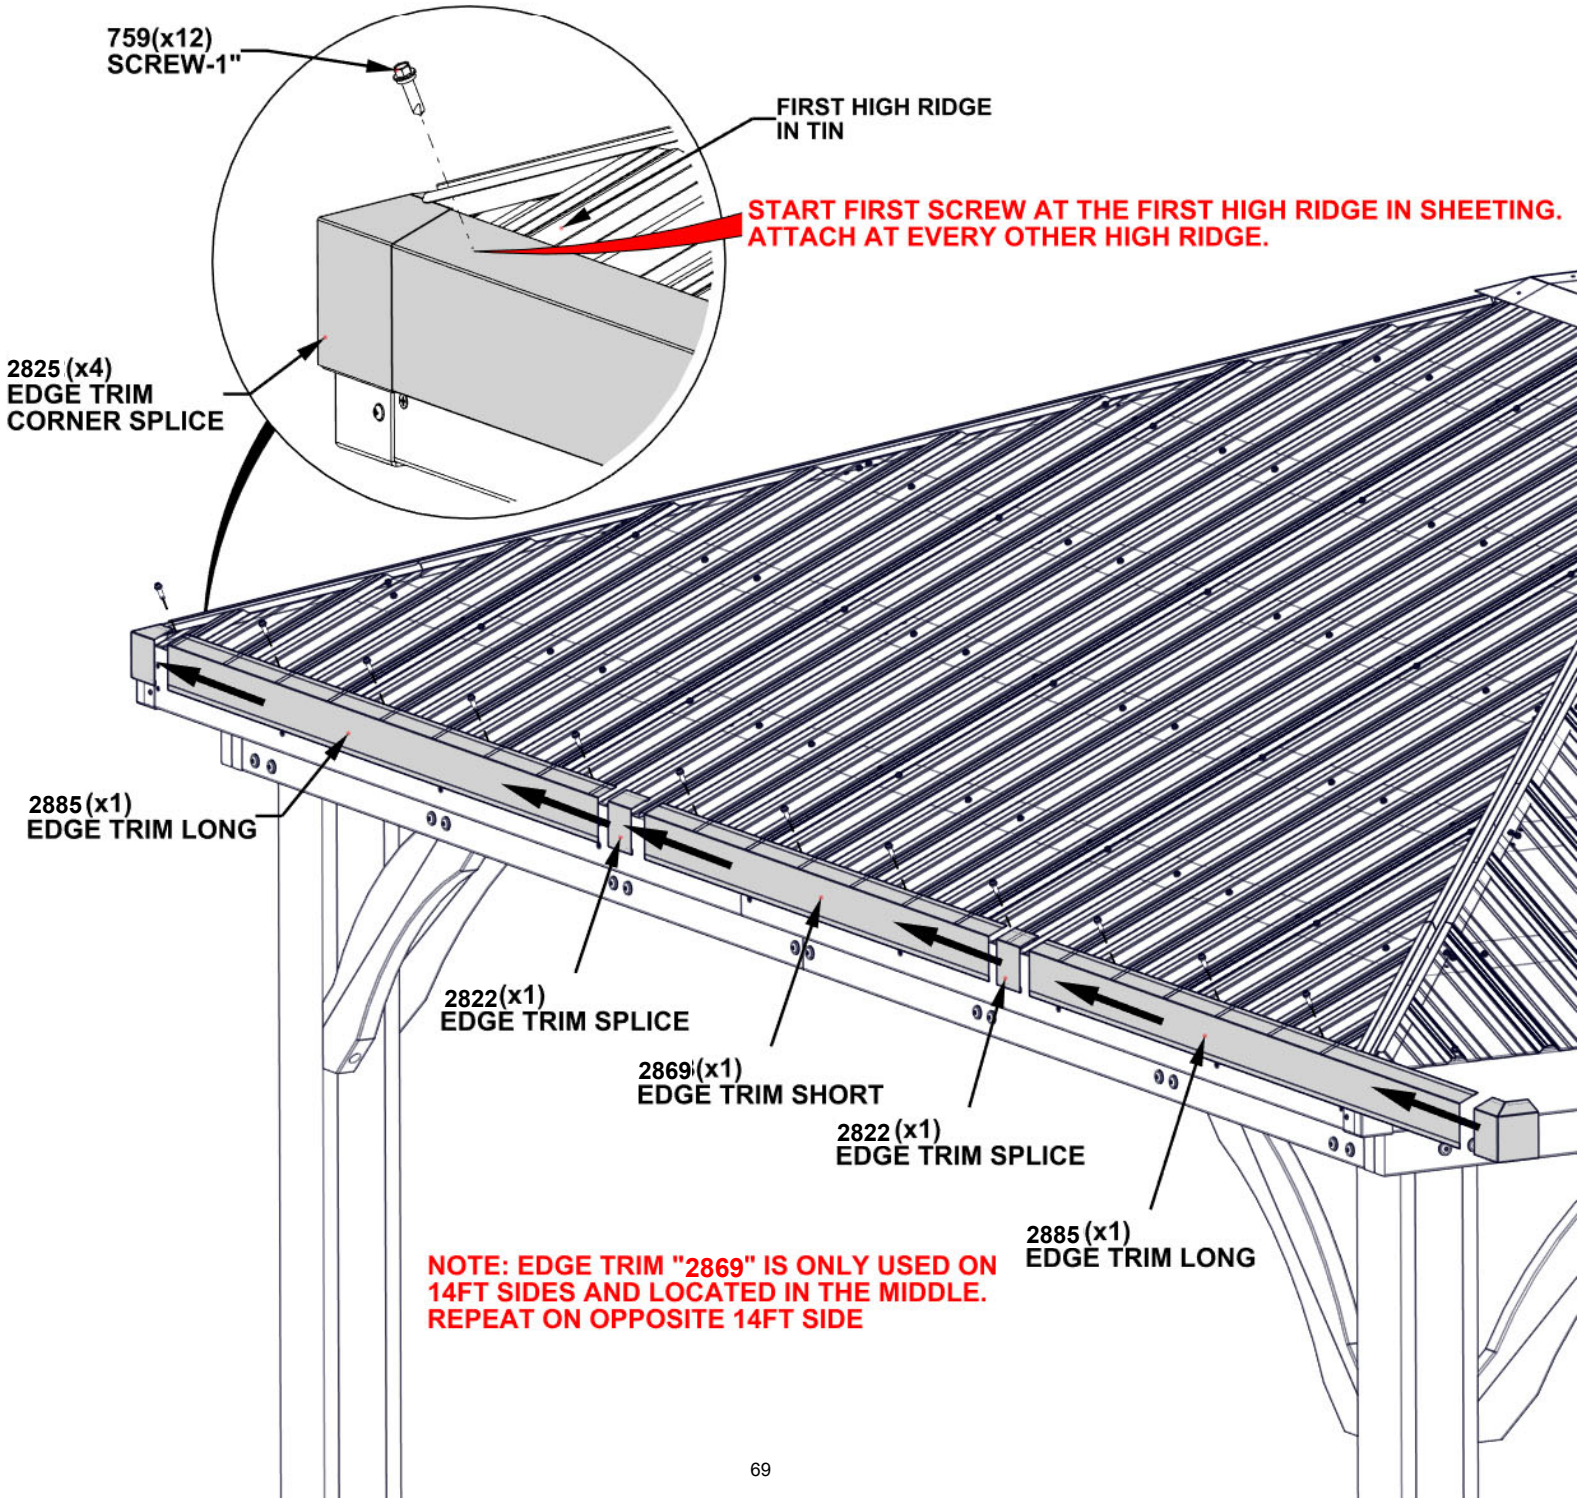 759(x12)
SCREW-1"
FIRST HIGH RIDGE
IN TIN
START FIRST SCREW AT THE FIRST HIGH RIDGE IN SHEETING.
ATTACH AT EVERY OTHER HIGH RIDGE.
2825 (x4)
EDGE TRIM
CORNER SPLICE
2885 (x1)
EDGE TRIM LONG
2822 (x1)
EDGE TRIM SPLICE
2869 (x1)
EDGE TRIM SHORT
2822 (x1)
EDGE TRIM SPLICE
2885 (x1)
EDGE TRIM LONG
NOTE: EDGE TRIM "2869" IS ONLY USED ON
14FT SIDES AND LOCATED IN THE MIDDLE.
REPEAT ON OPPOSITE 14FT SIDE
69